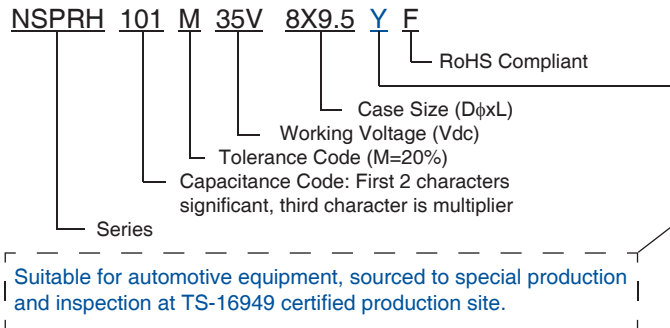 NSPRH 101 M 35V 8X9.5 Y F
RoHS Compliant
Case Size (DϕxL)
Working Voltage (Vdc)
Tolerance Code (M=20%)
Capacitance Code: First 2 characters
significant, third character is multiplier
Series
Suitable for automotive equipment, sourced to special production
and inspection at TS-16949 certified production site.